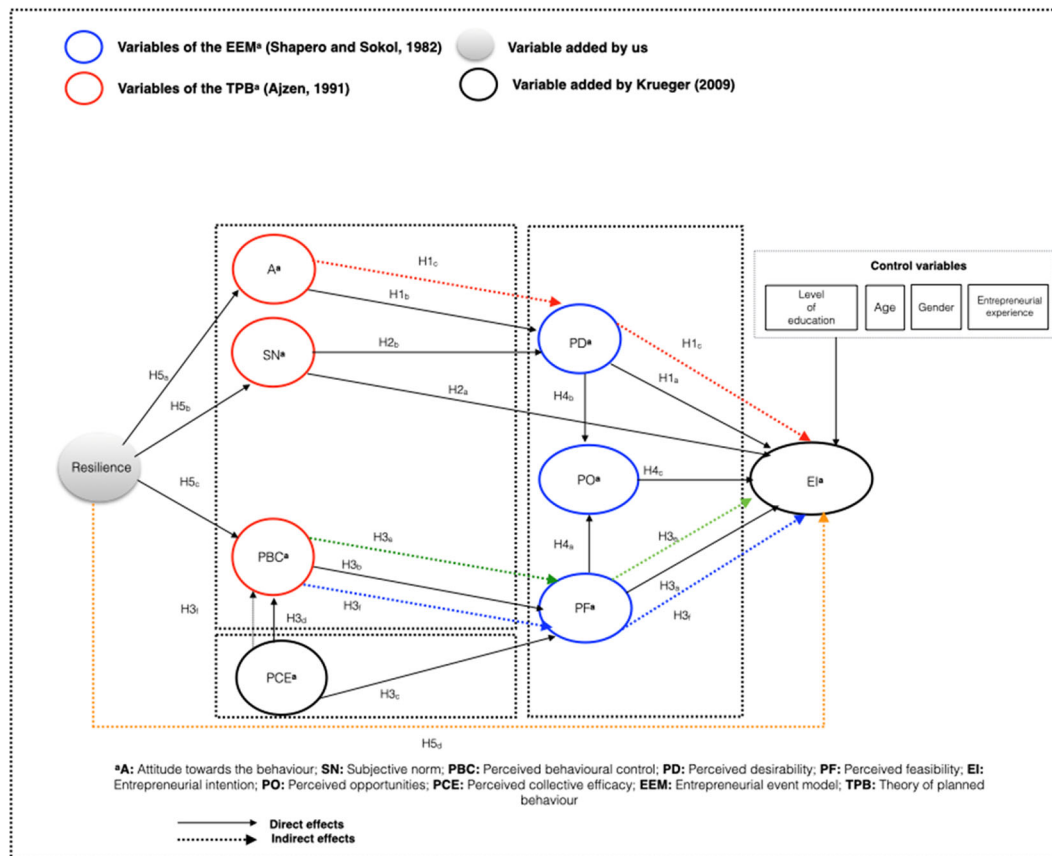 Variables of the EEMᵃ (Shapero and Sokol, 1982)
Variable added by us
Variables of the TPBᵃ (Ajzen, 1991)
Variable added by Krueger (2009)
Aᵃ
H1c
H1b
Control variables
Level of education
Age
Gender
Entrepreneurial experience
SNᵃ
H2b
PDᵃ
H1c
H5a
H2a
H4b
H1a
H5b
Resilience
POᵃ
H4c
EIᵃ
H5c
PBCᵃ
H3e
H4a
H3b
H3f
H3d
H3f
PFᵃ
H3a
H3f
PCEᵃ
H3c
H5d
ᵃA: Attitude towards the behaviour; SN: Subjective norm; PBC: Perceived behavioural control; PD: Perceived desirability; PF: Perceived feasibility; EI:
Entrepreneurial intention; PO: Perceived opportunities; PCE: Perceived collective efficacy; EEM: Entrepreneurial event model; TPB: Theory of planned
behaviour
Direct effects
Indirect effects